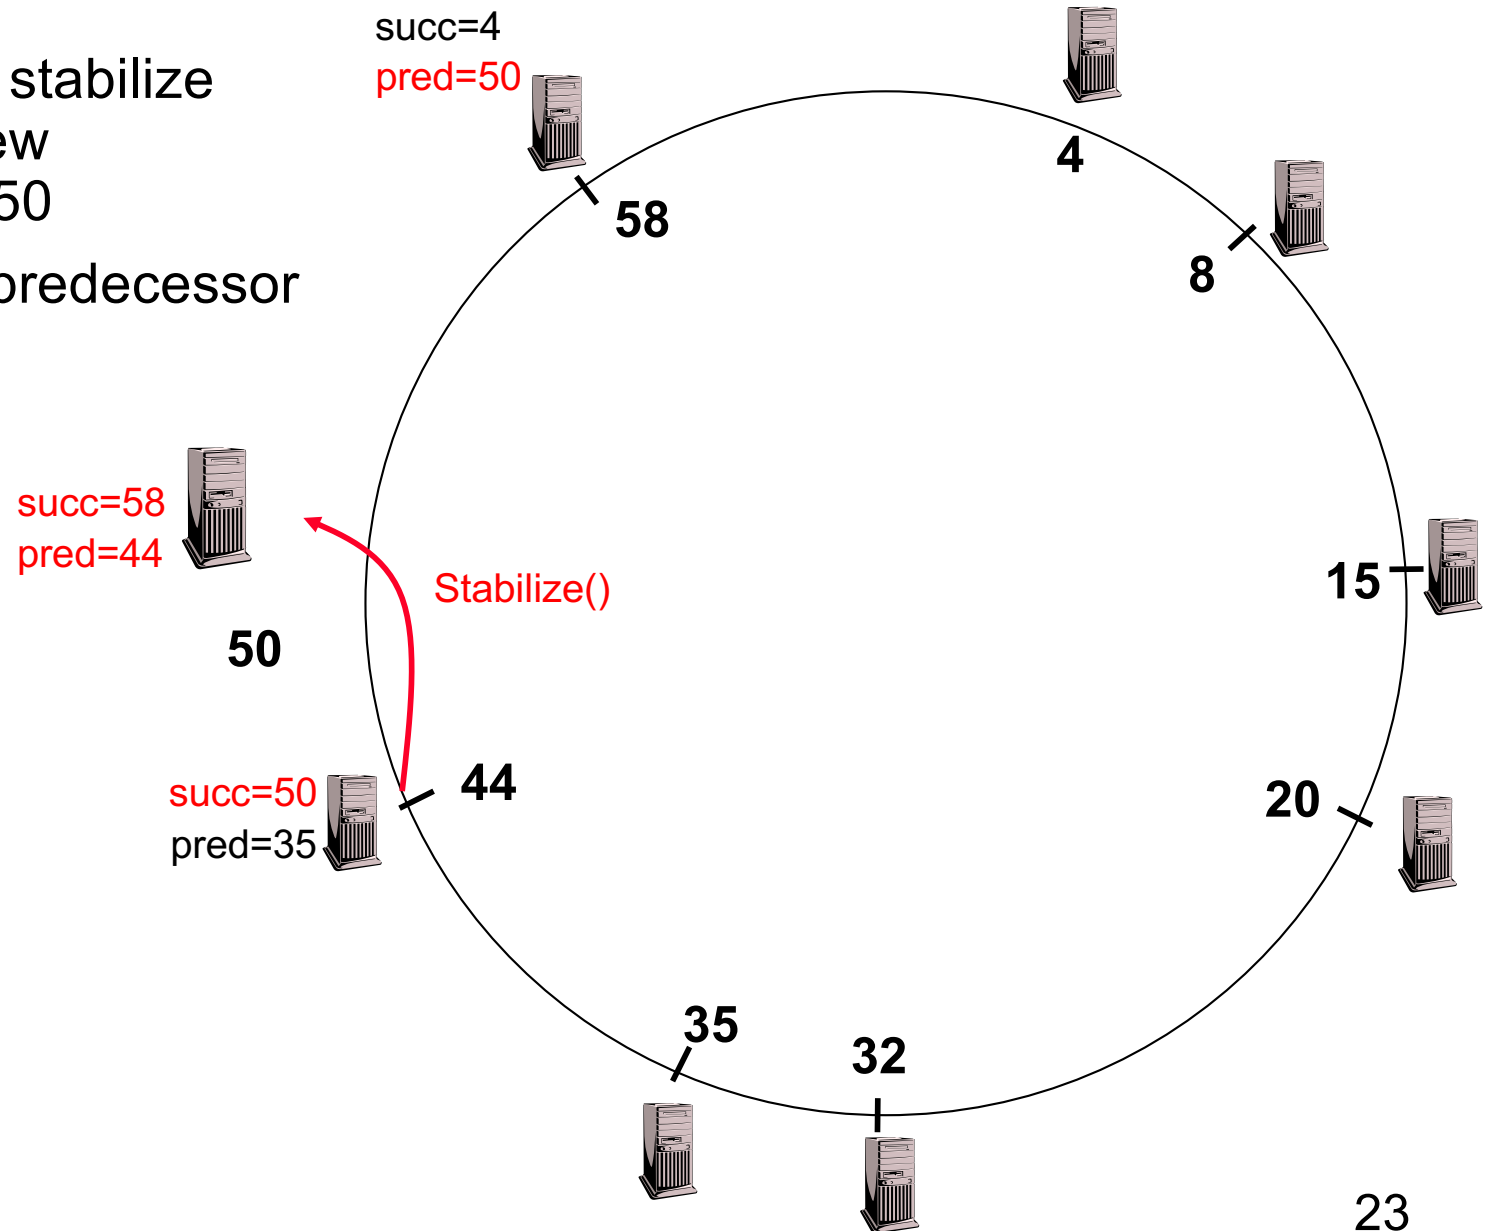 stabilize
ew
50
predecessor
succ=4
pred=50
58
4
8
15
20
32
35
44
succ=50
pred=35
Stabilize()
succ=58
pred=44
50
23